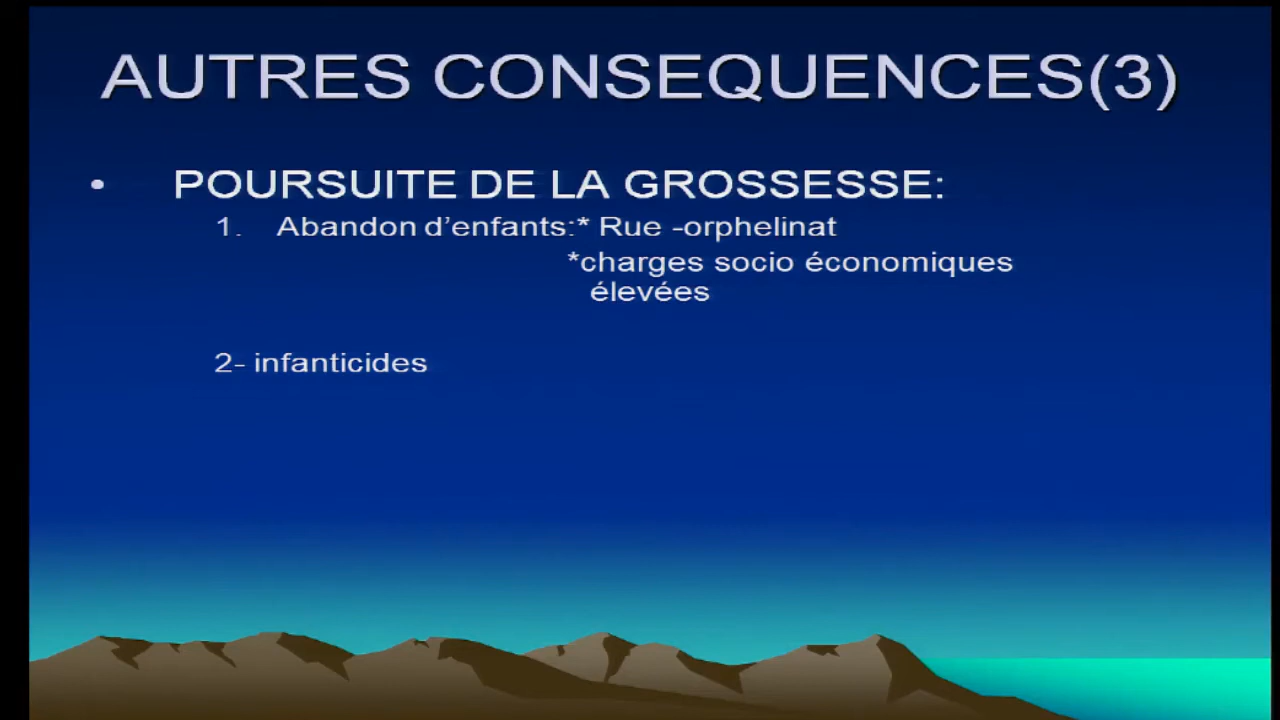 AUTRES CONSEQUENCES(3)
• POURSUITE DE LA GROSSESSE:
1. Abandon d’enfants:* Rue -orphelinat
*charges socio économiques
élevées
2- infanticides